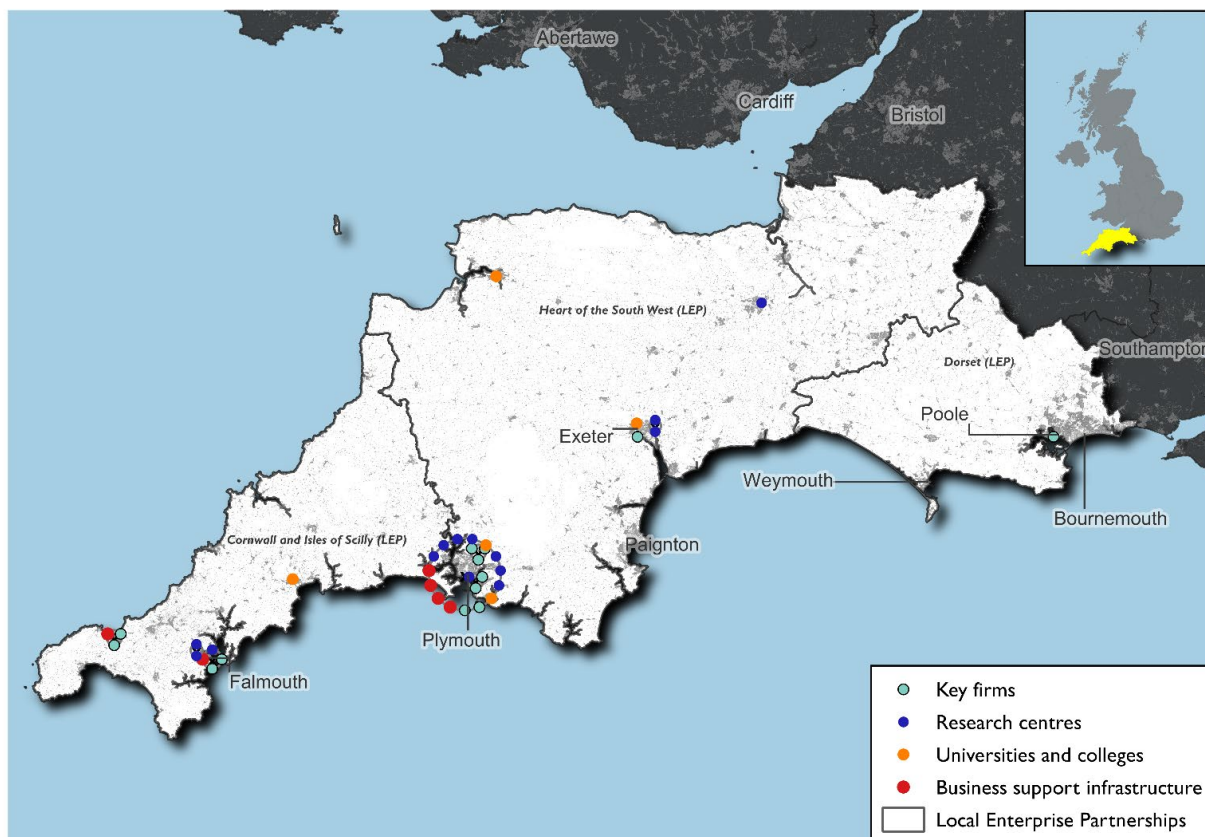 Abertawe
Cardiff
Bristol
Heart of the South West (LEP)
Southampton
Dorset (LEP)
Poole
Exeter
Weymouth
Bournemouth
Cornwall and Isles of Scilly (LEP)
Paignton
Plymouth
Falmouth
Key firms
Research centres
Universities and colleges
Business support infrastructure
Local Enterprise Partnerships